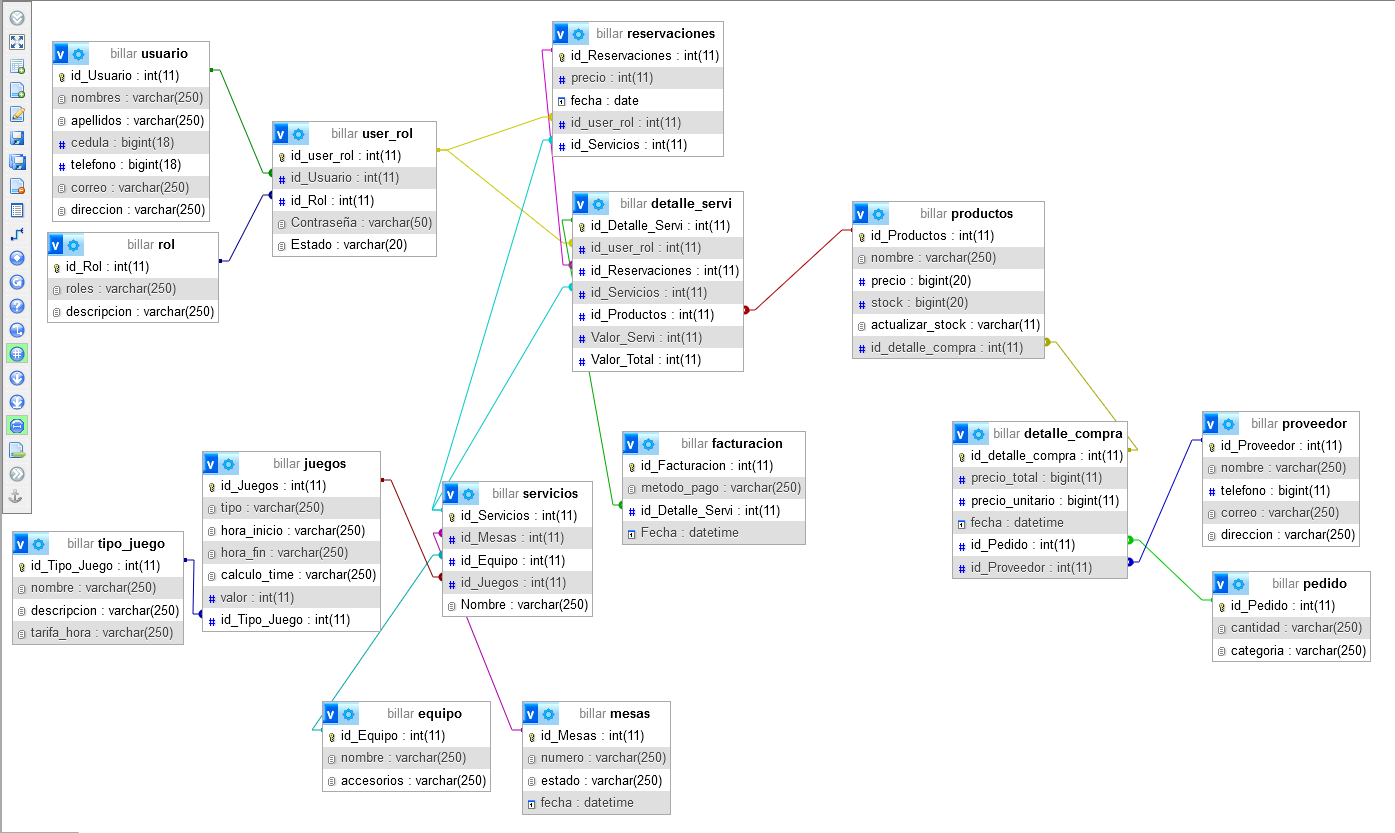 billar usuario
id_Usuario : int(11)
nombres : varchar(250)
apellidos : varchar(250)
cedula : bigint(18)
telefono : bigint(18)
correo : varchar(250)
direccion : varchar(250)
billar rol
id_Rol : int(11)
roles : varchar(250)
descripcion : varchar(250)
billar user_rol
id_user_rol : int(11)
id_Usuario : int(11)
id_Rol : int(11)
Contraseña : varchar(50)
Estado : varchar(20)
billar reservaciones
id_Reservaciones : int(11)
precio : int(11)
fecha : date
id_user_rol : int(11)
id_Servicios : int(11)
billar detalle_servi
id_Detalle_Servi : int(11)
id_user_rol : int(11)
id_Reservaciones : int(11)
id_Servicios : int(11)
id_Productos : int(11)
Valor_Servi : int(11)
Valor_Total : int(11)
billar productos
id_Productos : int(11)
nombre : varchar(250)
precio : bigint(20)
stock : bigint(20)
actualizar_stock : varchar(11)
id_detalle_compra : int(11)
billar facturacion
id_Facturacion : int(11)
metodo_pago : varchar(250)
id_Detalle_Servi : int(11)
Fecha : datetime
billar detalle_compra
id_detalle_compra : int(11)
precio_total : bigint(11)
precio_unitario : bigint(11)
fecha : datetime
id_Pedido : int(11)
id_Proveedor : int(11)
billar proveedor
id_Proveedor : int(11)
nombre : varchar(250)
telefono : bigint(11)
correo : varchar(250)
direccion : varchar(250)
billar pedido
id_Pedido : int(11)
cantidad : varchar(250)
categoria : varchar(250)
billar juegos
id_Juegos : int(11)
tipo : varchar(250)
hora_inicio : varchar(250)
hora_fin : varchar(250)
calculo_time : varchar(250)
valor : int(11)
id_Tipo_Juego : int(11)
billar tipo_juego
id_Tipo_Juego : int(11)
nombre : varchar(250)
descripcion : varchar(250)
tarifa_hora : varchar(250)
billar servicios
id_Servicios : int(11)
id_Mesas : int(11)
id_Equipo : int(11)
id_Juegos : int(11)
Nombre : varchar(250)
billar equipo
id_Equipo : int(11)
nombre : varchar(250)
accesorios : varchar(250)
billar mesas
id_Mesas : int(11)
numero : varchar(250)
estado : varchar(250)
fecha : datetime